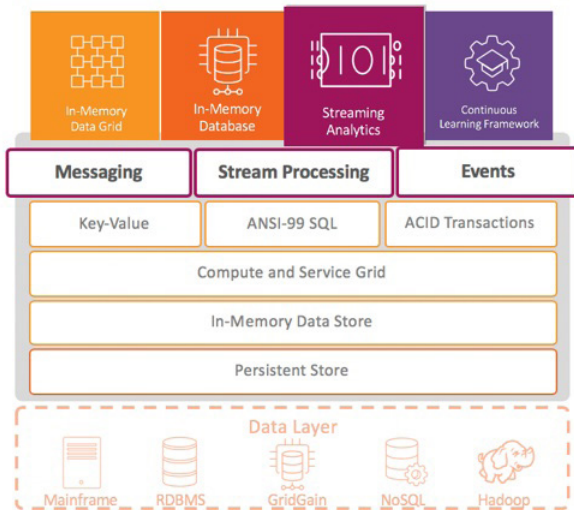 In-Memory
Data Grid
In-Memory
Database
Streaming
Analytics
Continuous
Learning Framework
Messaging
Stream Processing
Events
Key-Value
ANSI-99 SQL
ACID Transactions
Compute and Service Grid
In-Memory Data Store
Persistent Store
Data Layer
Mainframe
RDBMS
GridGain
NoSQL
Hadoop